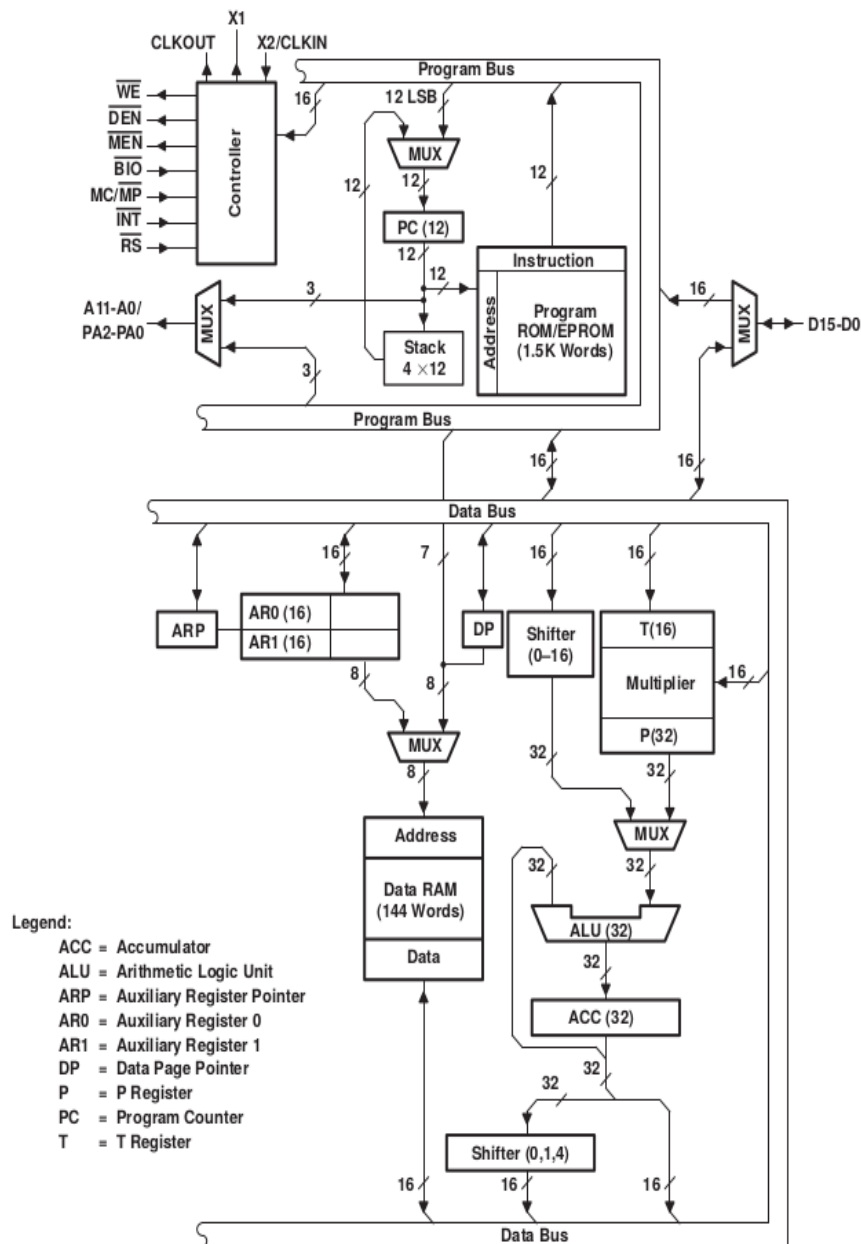 X1
CLKOUT
X2/CLKIN
Program Bus
WE
DEN
MEN
BIO
MC/MP
INT
RS
Controller
16
12 LSB
MUX
12
12
12
PC (12)
12
12
Instruction
Address
Program
ROM/EPROM
(1.5K Words)
Stack
4 ×12
3
A11-A0/
PA2-PA0
MUX
3
16
MUX
D15-D0
Program Bus
16
16
Data Bus
16
7
16
16
ARP
AR0 (16)
AR1 (16)
DP
Shifter
(0–16)
T(16)
Multiplier
P(32)
16
8
8
MUX
8
32
32
MUX
Address
Data RAM
(144 Words)
Data
32
32
ALU (32)
32
ACC (32)
32
32
Shifter (0,1,4)
16
16
16
Data Bus
Legend:
ACC = Accumulator
ALU = Arithmetic Logic Unit
ARP = Auxiliary Register Pointer
AR0 = Auxiliary Register 0
AR1 = Auxiliary Register 1
DP = Data Page Pointer
P = P Register
PC = Program Counter
T = T Register